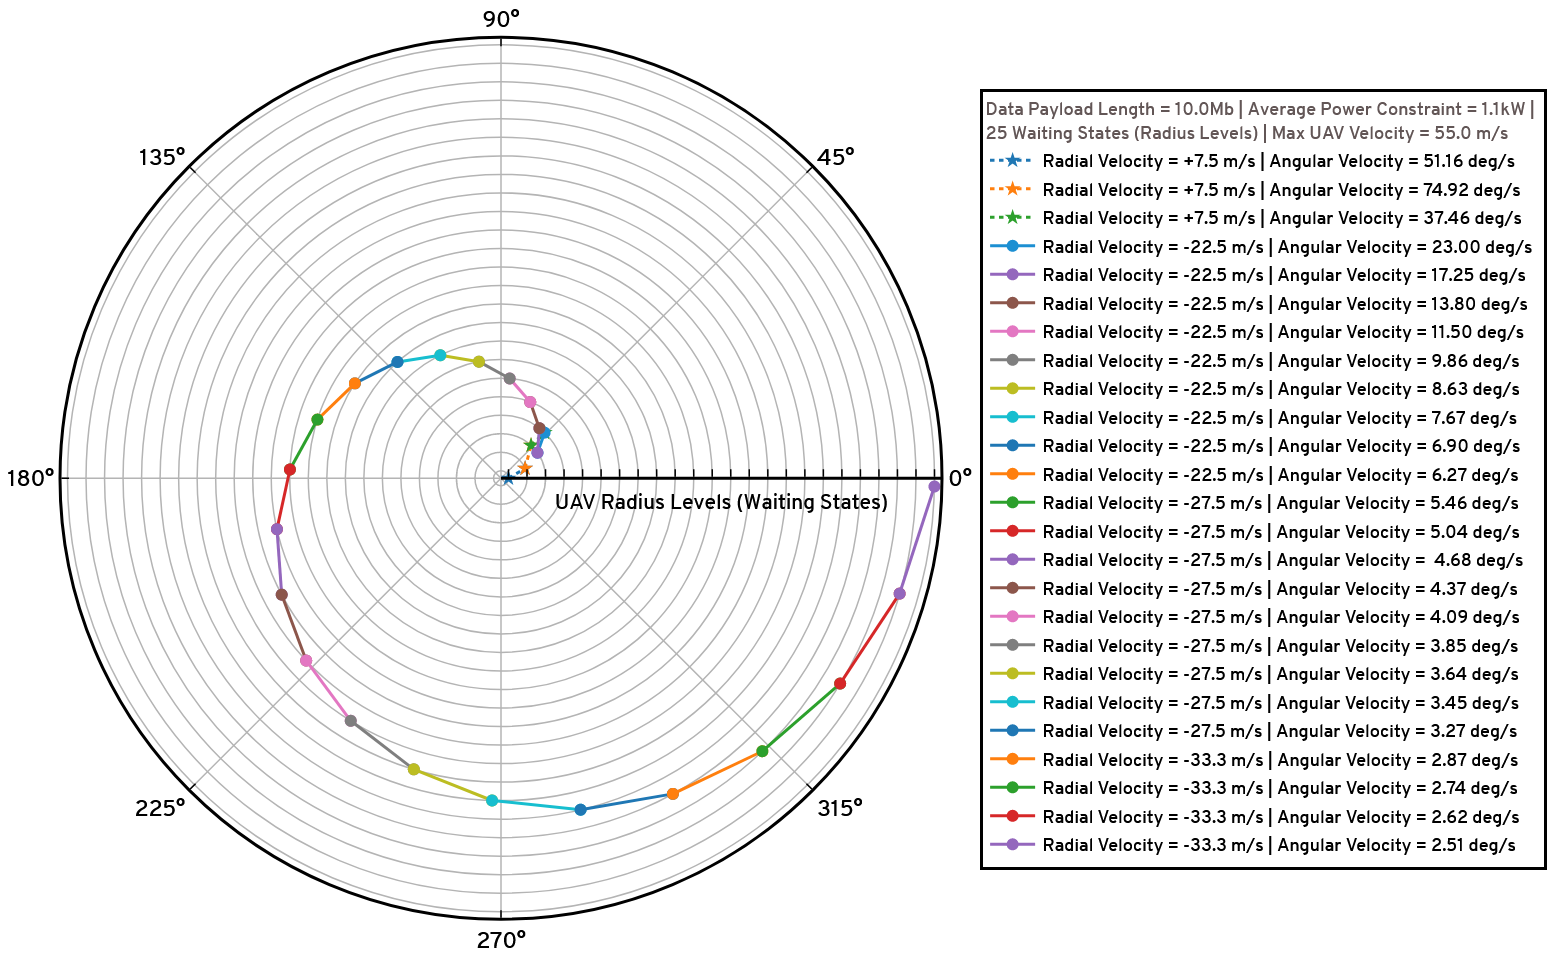 90°
135°
45°
180°
0°
UAV Radius Levels (Waiting States)
225°
315°
270°
Data Payload Length = 10.0Mb | Average Power Constraint = 1.1kW |
25 Waiting States (Radius Levels) | Max UAV Velocity = 55.0 m/s
Radial Velocity = +7.5 m/s | Angular Velocity = 51.16 deg/s
Radial Velocity = +7.5 m/s | Angular Velocity = 74.92 deg/s
Radial Velocity = +7.5 m/s | Angular Velocity = 37.46 deg/s
Radial Velocity = -22.5 m/s | Angular Velocity = 23.00 deg/s
Radial Velocity = -22.5 m/s | Angular Velocity = 17.25 deg/s
Radial Velocity = -22.5 m/s | Angular Velocity = 13.80 deg/s
Radial Velocity = -22.5 m/s | Angular Velocity = 11.50 deg/s
Radial Velocity = -22.5 m/s | Angular Velocity = 9.86 deg/s
Radial Velocity = -22.5 m/s | Angular Velocity = 8.63 deg/s
Radial Velocity = -22.5 m/s | Angular Velocity = 7.67 deg/s
Radial Velocity = -22.5 m/s | Angular Velocity = 6.90 deg/s
Radial Velocity = -22.5 m/s | Angular Velocity = 6.27 deg/s
Radial Velocity = -27.5 m/s | Angular Velocity = 5.46 deg/s
Radial Velocity = -27.5 m/s | Angular Velocity = 5.04 deg/s
Radial Velocity = -27.5 m/s | Angular Velocity = 4.68 deg/s
Radial Velocity = -27.5 m/s | Angular Velocity = 4.37 deg/s
Radial Velocity = -27.5 m/s | Angular Velocity = 4.09 deg/s
Radial Velocity = -27.5 m/s | Angular Velocity = 3.85 deg/s
Radial Velocity = -27.5 m/s | Angular Velocity = 3.64 deg/s
Radial Velocity = -27.5 m/s | Angular Velocity = 3.45 deg/s
Radial Velocity = -27.5 m/s | Angular Velocity = 3.27 deg/s
Radial Velocity = -33.3 m/s | Angular Velocity = 2.87 deg/s
Radial Velocity = -33.3 m/s | Angular Velocity = 2.74 deg/s
Radial Velocity = -33.3 m/s | Angular Velocity = 2.62 deg/s
Radial Velocity = -33.3 m/s | Angular Velocity = 2.51 deg/s